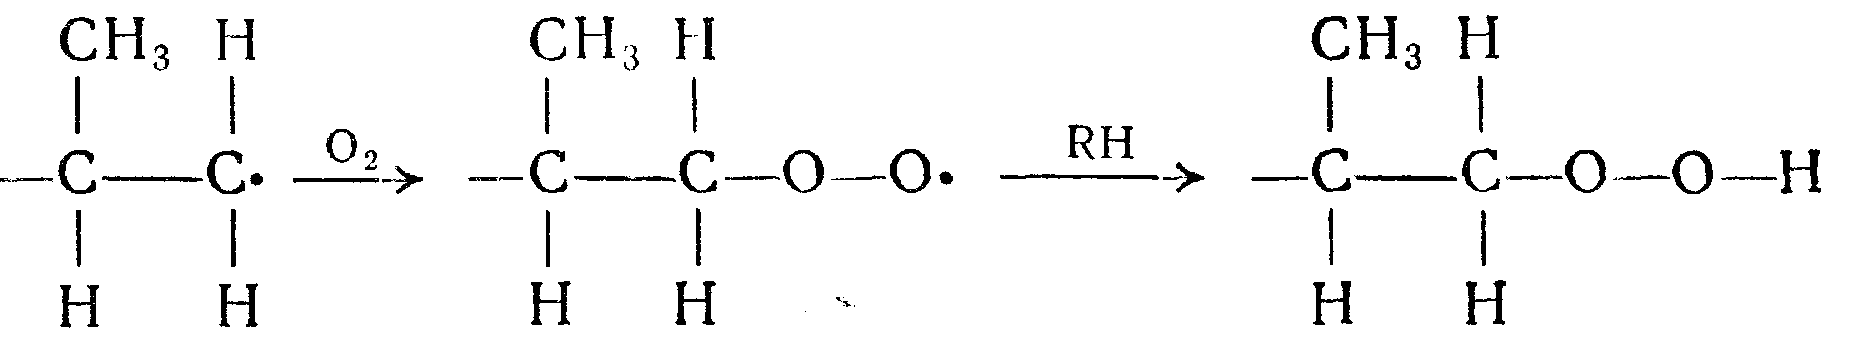 CH₃ H CH₃ H CH₃ H
—C—C• O₂ → —C—C—O—O• RH → —C—C—O—O—H
H H H H H H